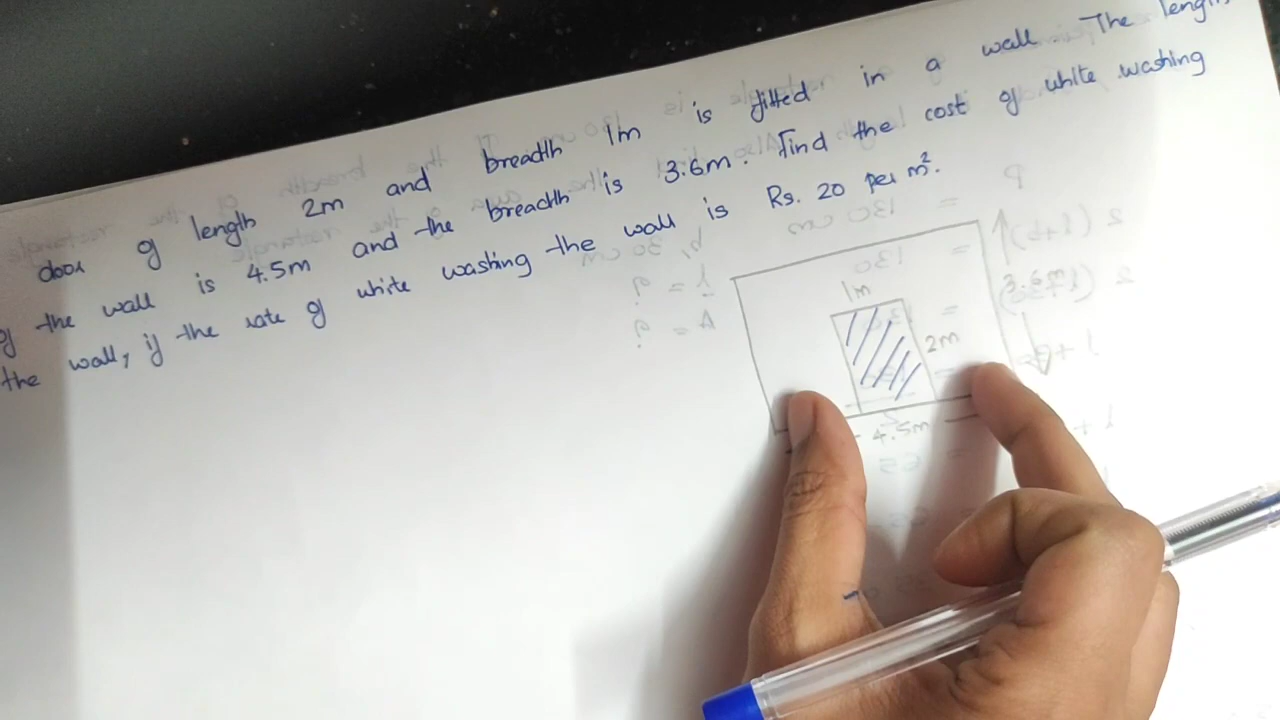 door of length 2m and breadth 1m is fitted in a wall The length
of the wall is 4.5m and the breadth is 3.6m. Find the cost of white washing
the wall, if the rate of white washing the wall is Rs. 20 per m².
1m
3.6m
2m
4.5m